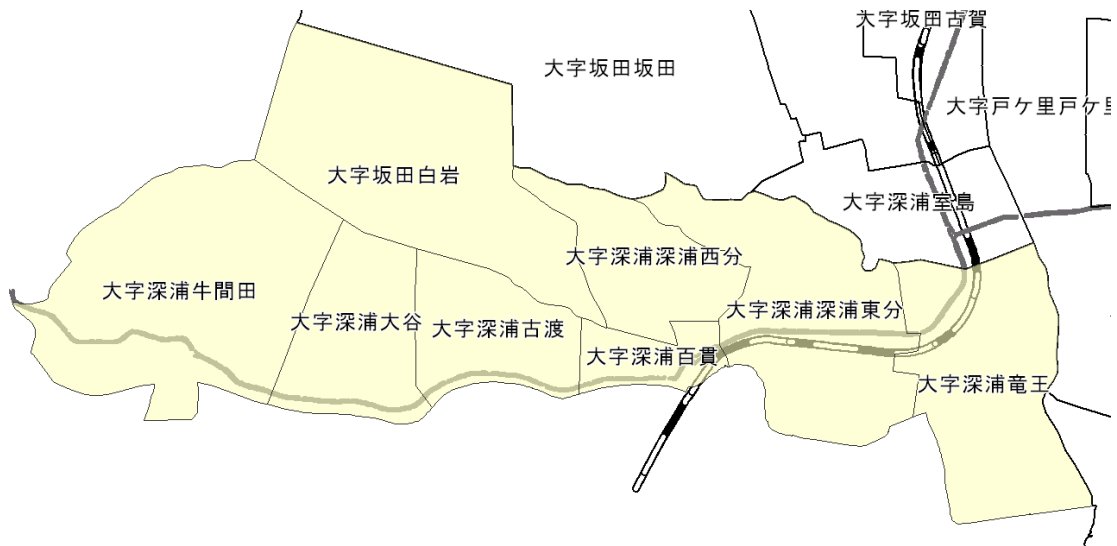 大字坂田古賀
大字坂田坂田
大字戸ケ里戸ケ里
大字坂田白岩
大字深浦室島
大字深浦深浦西分
大字深浦牛間田
大字深浦深浦東分
大字深浦大谷
大字深浦古渡
大字深浦百貫
大字深浦竜王